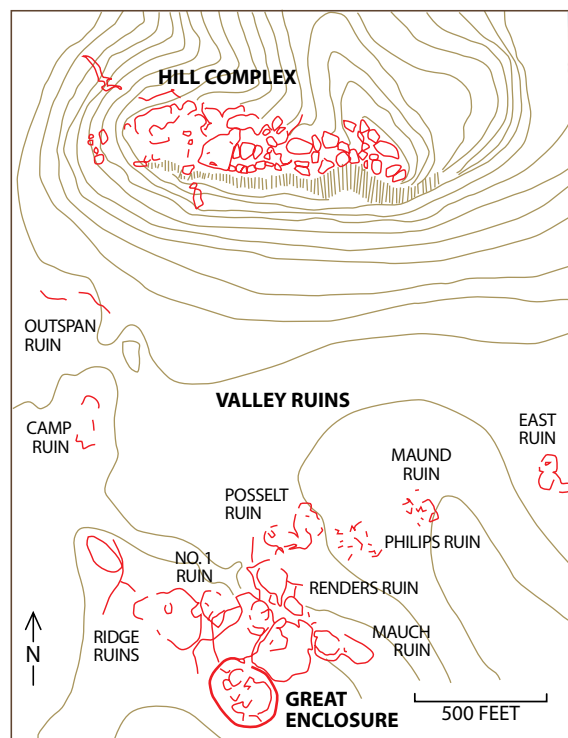 HILL COMPLEX
OUTSPAN
RUIN
VALLEY RUINS
CAMP
RUIN
EAST
RUIN
MAUND
RUIN
POSSELT
RUIN
PHILIPS RUIN
NO. 1
RUIN
RENDERS RUIN
RIDGE
RUINS
MAUCH
RUIN
N
GREAT
ENCLOSURE
500 FEET